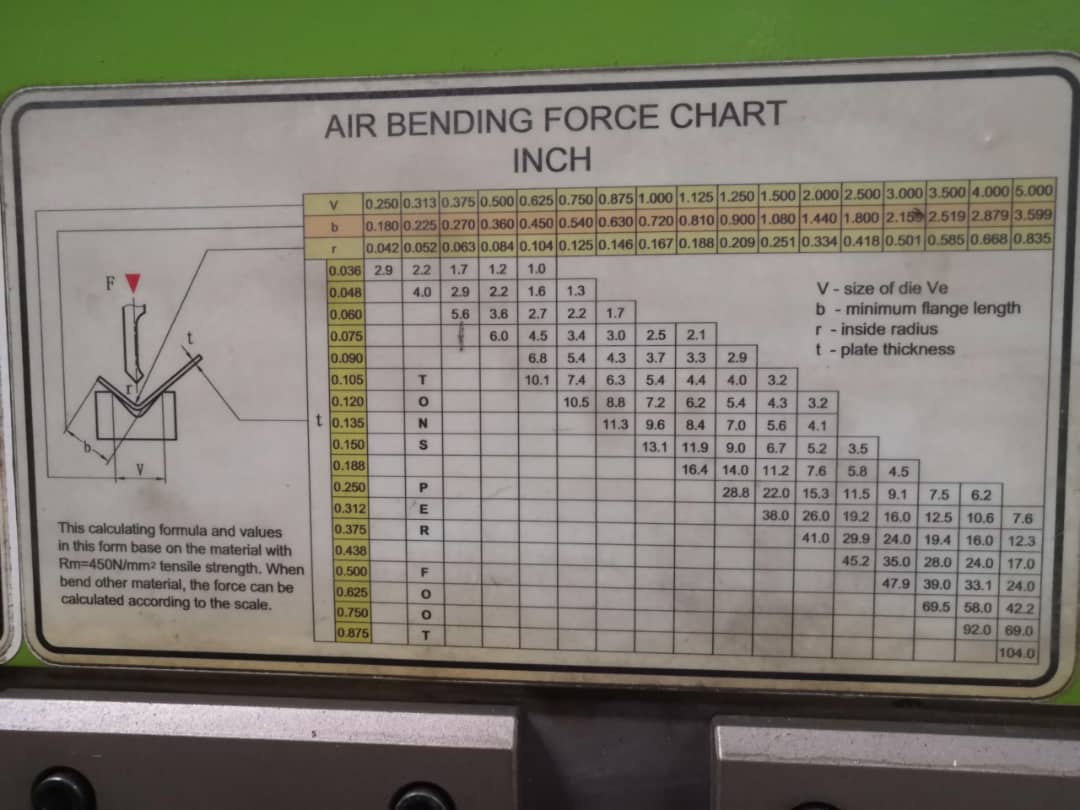 AIR BENDING FORCE CHART
INCH
V 0.250 0.313 0.375 0.500 0.625 0.750 0.875 1.000 1.125 1.250 1.500 2.000 2.500 3.000 3.500 4.000 5.000
b 0.180 0.225 0.270 0.360 0.450 0.540 0.630 0.720 0.810 0.900 1.080 1.440 1.800 2.159 2.519 2.879 3.599
r 0.042 0.052 0.063 0.084 0.104 0.125 0.146 0.167 0.188 0.209 0.251 0.334 0.418 0.501 0.585 0.668 0.835
0.036 2.9 2.2 1.7 1.2 1.0
0.048 4.0 2.9 2.2 1.6 1.3
0.060 5.6 3.6 2.7 2.2 1.7
0.075 6.0 4.5 3.4 3.0 2.5 2.1
0.090 6.8 5.4 4.3 3.7 3.3 2.9
0.105 T 10.1 7.4 6.3 5.4 4.4 4.0 3.2
0.120 O 10.5 8.8 7.2 6.2 5.4 4.3 3.2
t 0.135 N 11.3 9.6 8.4 7.0 5.6 4.1
0.150 S 13.1 11.9 9.0 6.7 5.2 3.5
0.188 16.4 14.0 11.2 7.6 5.8 4.5
0.250 P 28.8 22.0 15.3 11.5 9.1 7.5 6.2
0.312 E 38.0 26.0 19.2 16.0 12.5 10.6 7.6
0.375 R 41.0 29.9 24.0 19.4 16.0 12.3
0.438 45.2 35.0 28.0 24.0 17.0
0.500 F 47.9 39.0 33.1 24.0
0.625 O 69.5 58.0 42.2
0.750 O 92.0 69.0
0.875 T 104.0
V - size of die Ve
b - minimum flange length
r - inside radius
t - plate thickness
F
t
r
b
V
This calculating formula and values
in this form base on the material with
Rm=450N/mm² tensile strength. When
bend other material, the force can be
calculated according to the scale.